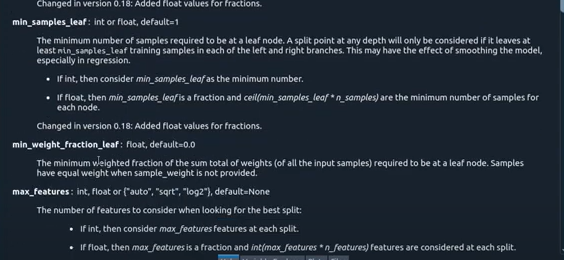 Changed in version 0.18: Added float values for fractions.
min_samples_leaf : int or float, default=1
The minimum number of samples required to be at a leaf node. A split point at any depth will only be considered if it leaves at
least min_samples_leaf training samples in each of the left and right branches. This may have the effect of smoothing the model,
especially in regression.
• If int, then consider min_samples_leaf as the minimum number.
• If float, then min_samples_leaf is a fraction and ceil(min_samples_leaf * n_samples) are the minimum number of samples for
each node.
Changed in version 0.18: Added float values for fractions.
min_weight_fraction_leaf : float, default=0.0
The minimum weighted fraction of the sum total of weights (of all the input samples) required to be at a leaf node. Samples
have equal weight when sample_weight is not provided.
max_features : int, float or {"auto", "sqrt", "log2"}, default=None
The number of features to consider when looking for the best split:
• If int, then consider max_features features at each split.
• If float, then max_features is a fraction and int(max_features * n_features) features are considered at each split.